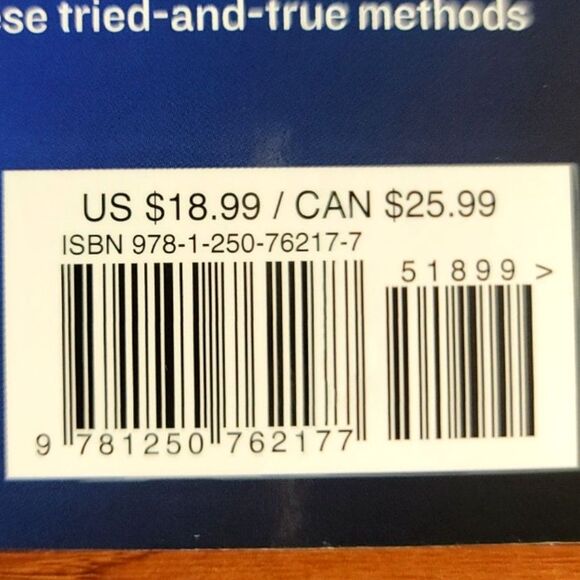 se tried-and-true methods
US $18.99 / CAN $25.99
ISBN 978-1-250-76217-7
51899 >
9 781250 762177